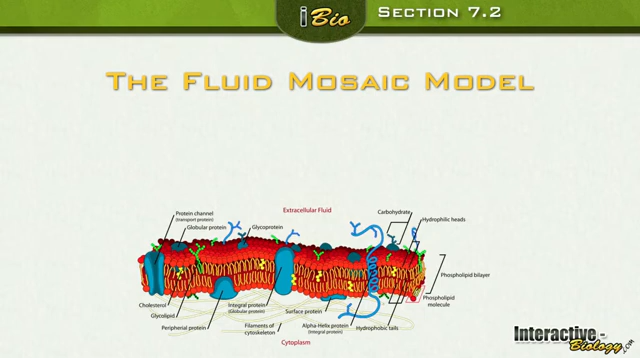 iBio
SECTION 7.2
THE FLUID MOSAIC MODEL
Extracellular Fluid
Carbohydrate
Hydrophilic heads
Protein channel
(transport protein)
Globular protein
Glycoprotein
Phospholipid bilayer
Phospholipid
molecule
Cholesterol
Glycolipid
Peripheral protein
Integral protein
(Globular protein)
Filaments of
cytoskeleton
Surface protein
Alpha-Helix protein
(Integral protein)
Hydrophobic tails
Cytoplasm
Interactive-
Biology.com